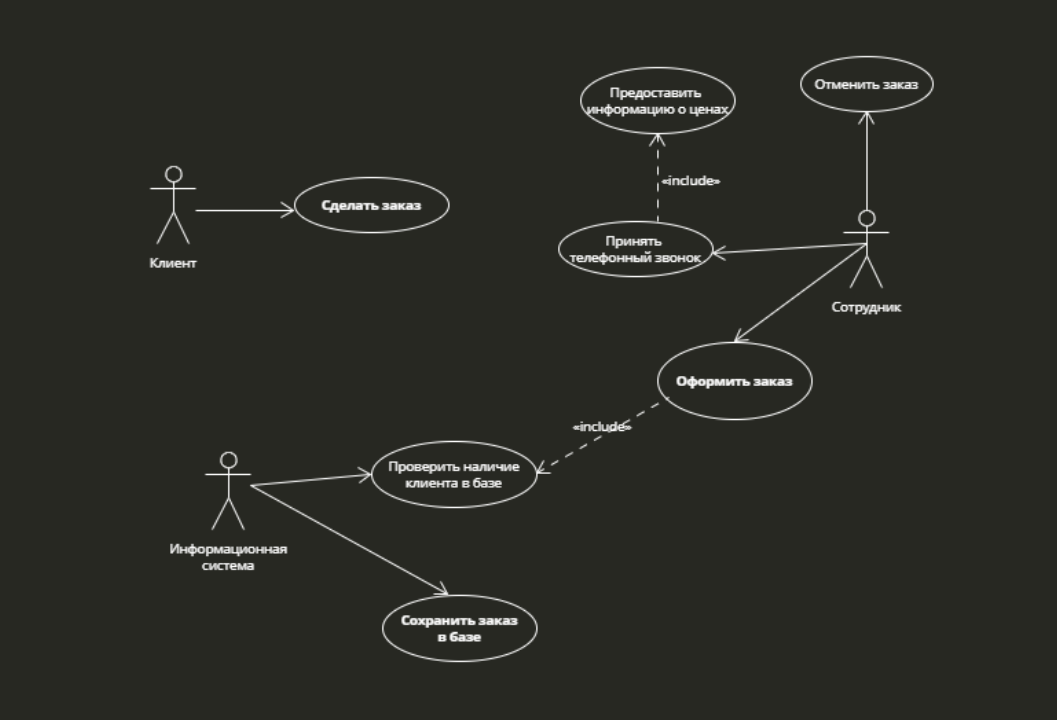 Предоставить
информацию о ценах
Отменить заказ
«include»
Сделать заказ
Клиент
Принять
телефонный звонок
Сотрудник
Оформить заказ
«include»
Проверить наличие
клиента в базе
Информационная
система
Сохранить заказ
в базе